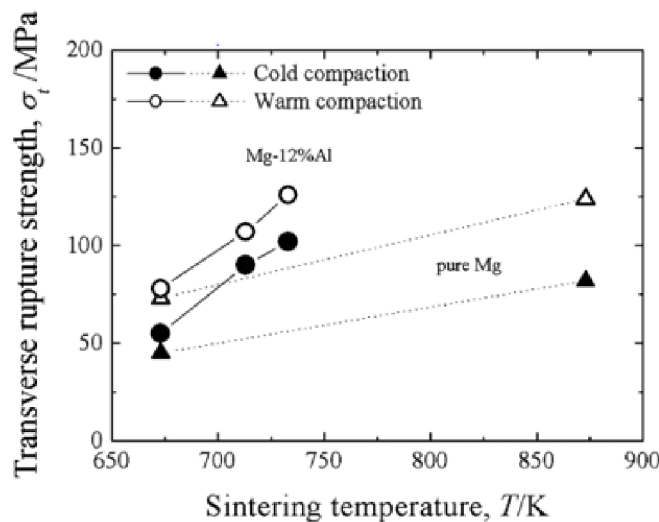 Transverse rupture strength, σt /MPa
200
150
100
50
0
Cold compaction
Warm compaction
Mg-12%Al
pure Mg
650 700 750 800 850 900
Sintering temperature, T/K